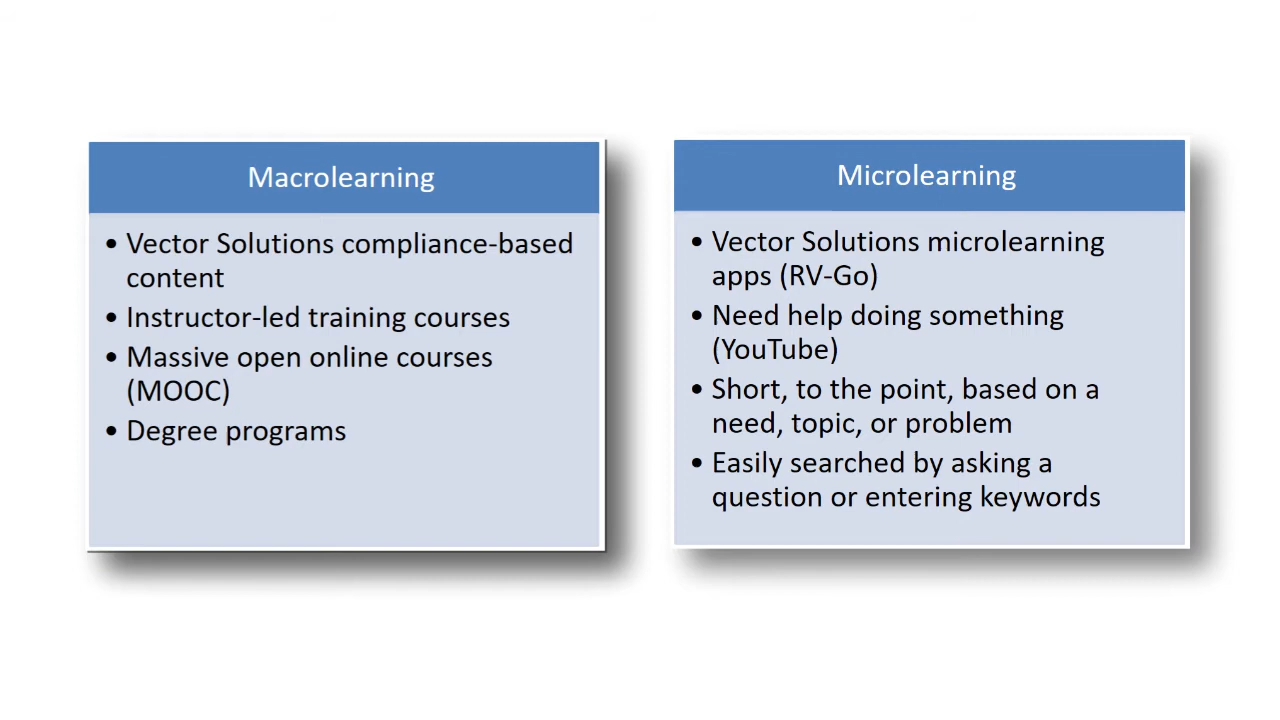 Macrolearning
• Vector Solutions compliance-based
content
• Instructor-led training courses
• Massive open online courses
(MOOC)
• Degree programs
Microlearning
• Vector Solutions microlearning
apps (RV-Go)
• Need help doing something
(YouTube)
• Short, to the point, based on a
need, topic, or problem
• Easily searched by asking a
question or entering keywords